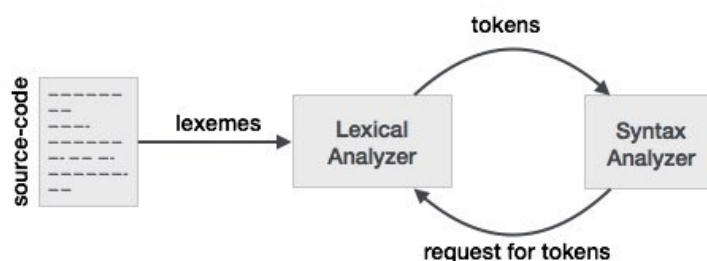 tokens
source-code
lexemes
Lexical
Analyzer
Syntax
Analyzer
request for tokens